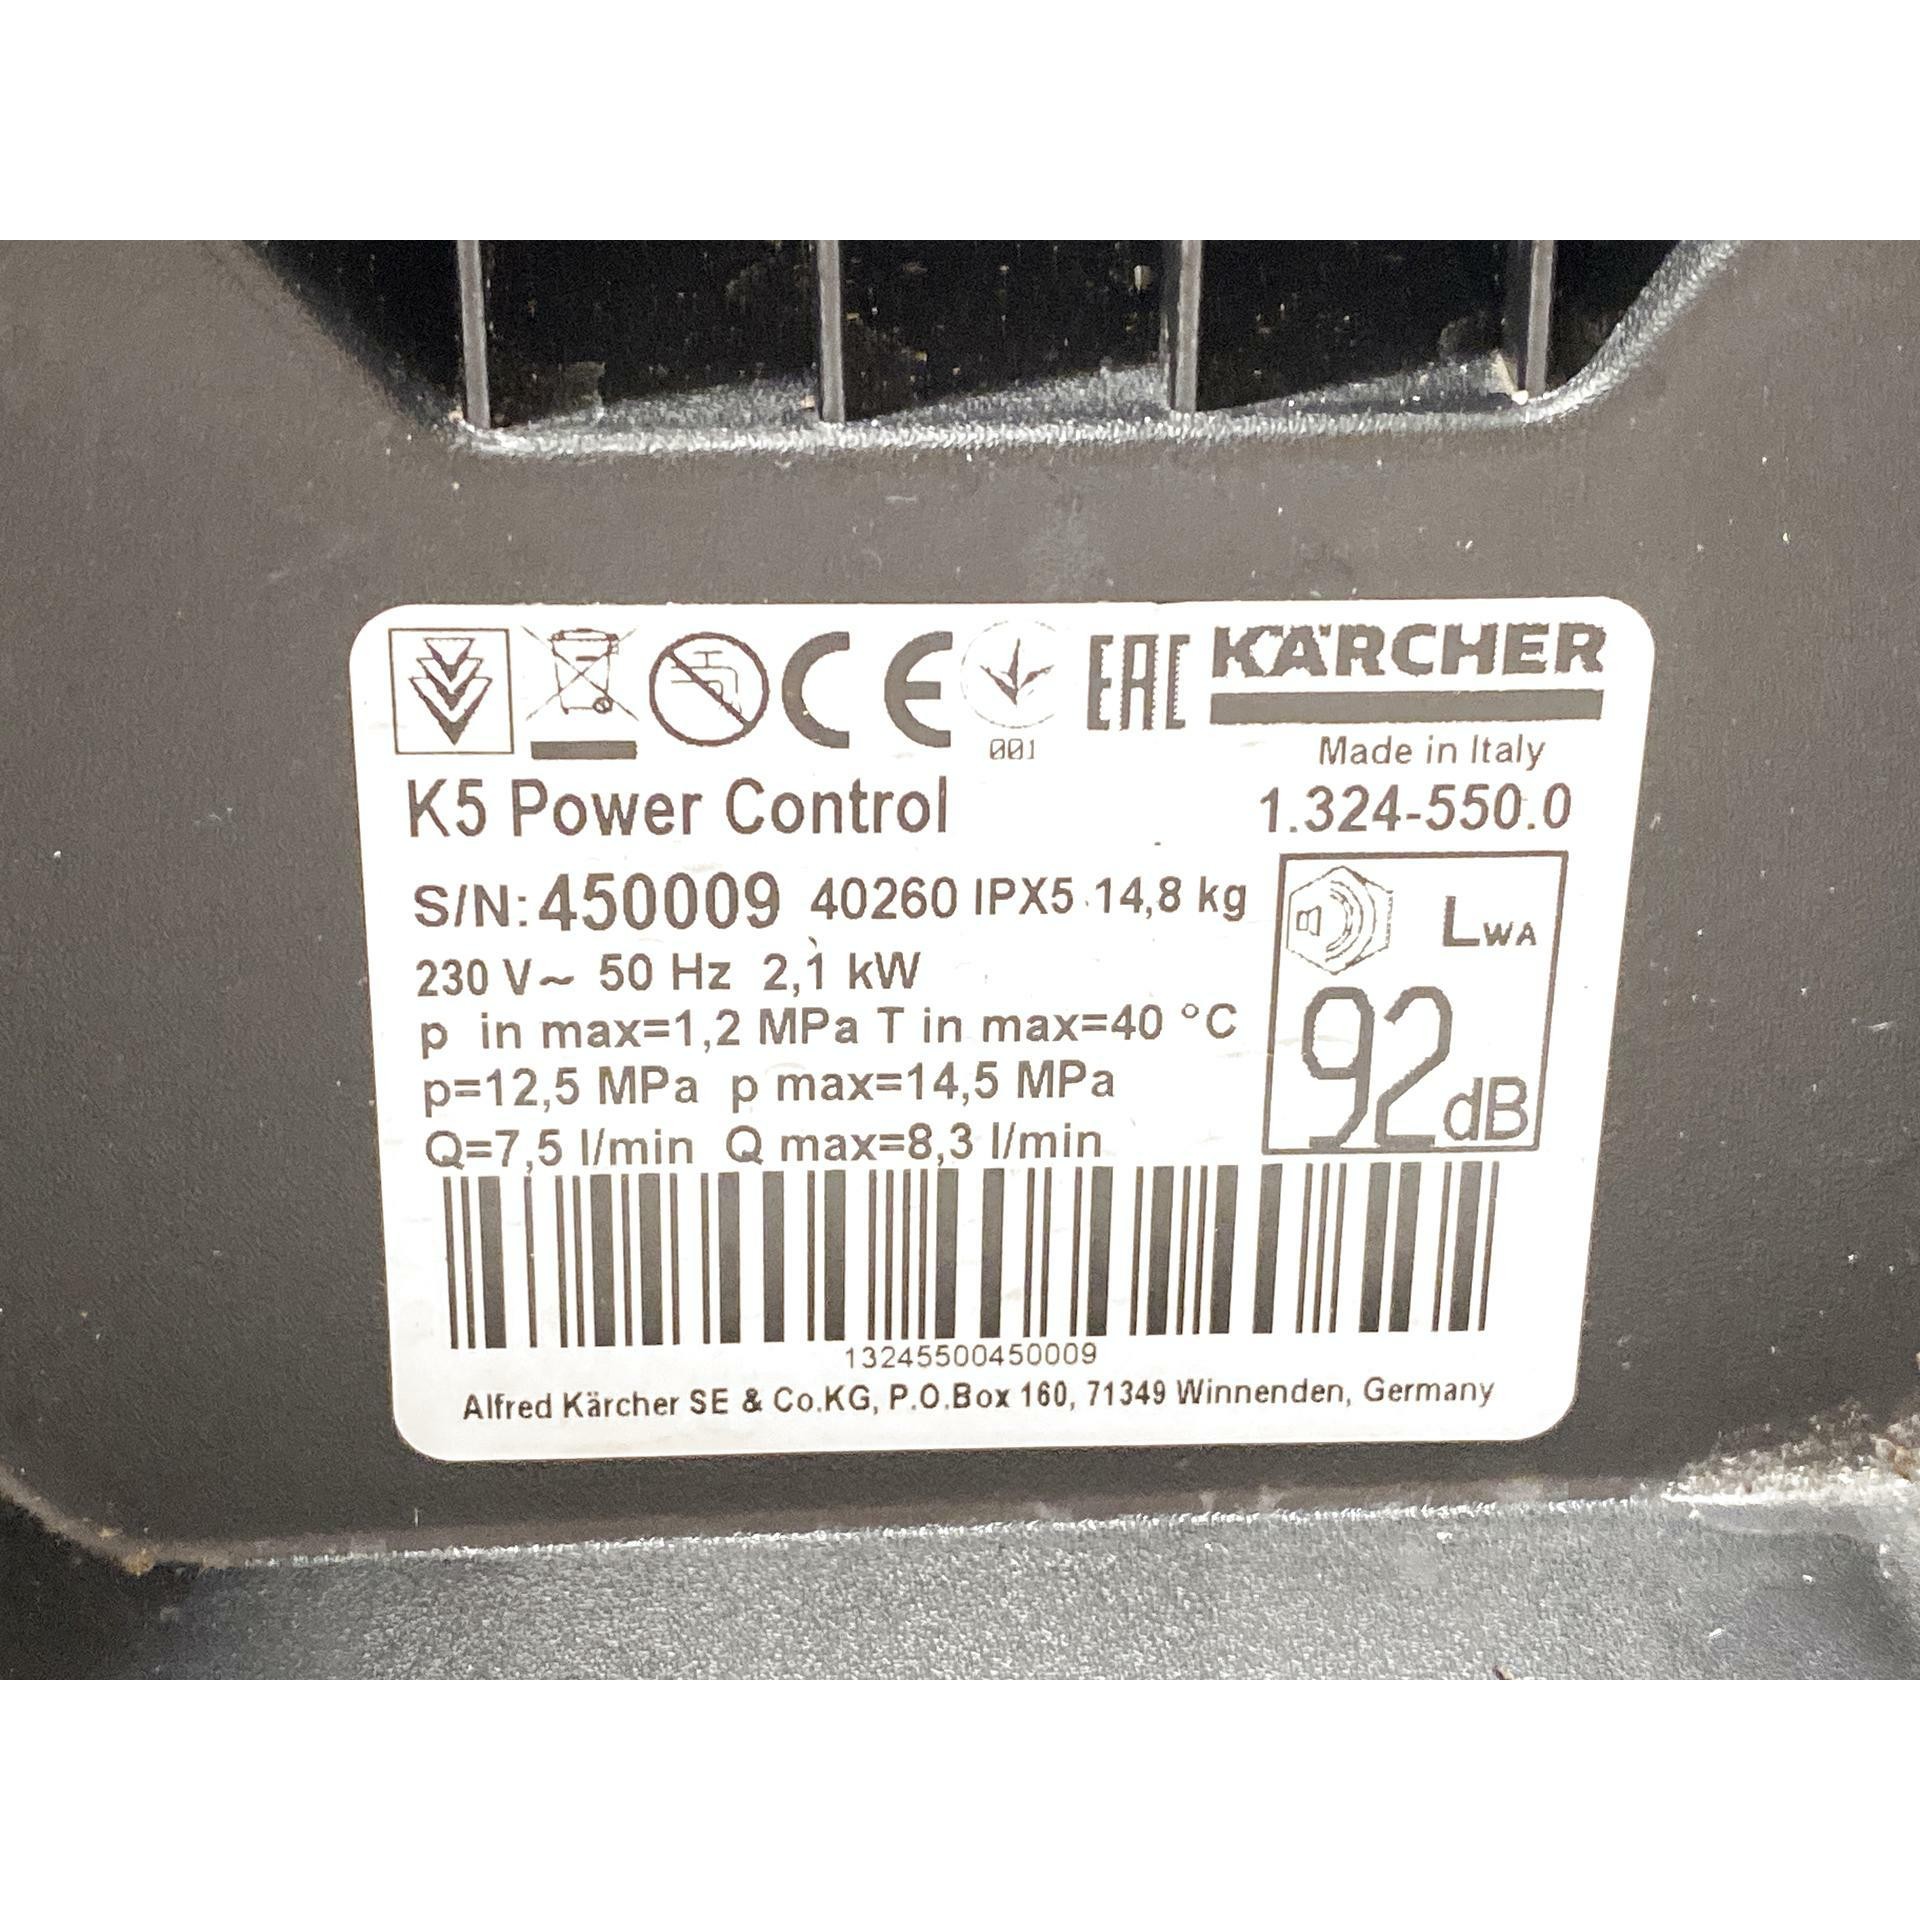 CE 001 EAC KÄRCHER
Made in Italy
K5 Power Control 1.324-550.0
S/N: 450009 40260 IPX5 14,8 kg
LWA
230 V~ 50 Hz 2,1 kW
p in max=1,2 MPa T in max=40 °C
92 dB
p=12,5 MPa p max=14,5 MPa
Q=7,5 l/min Q max=8,3 l/min
13245500450009
Alfred Kärcher SE & Co.KG, P.O.Box 160, 71349 Winnenden, Germany